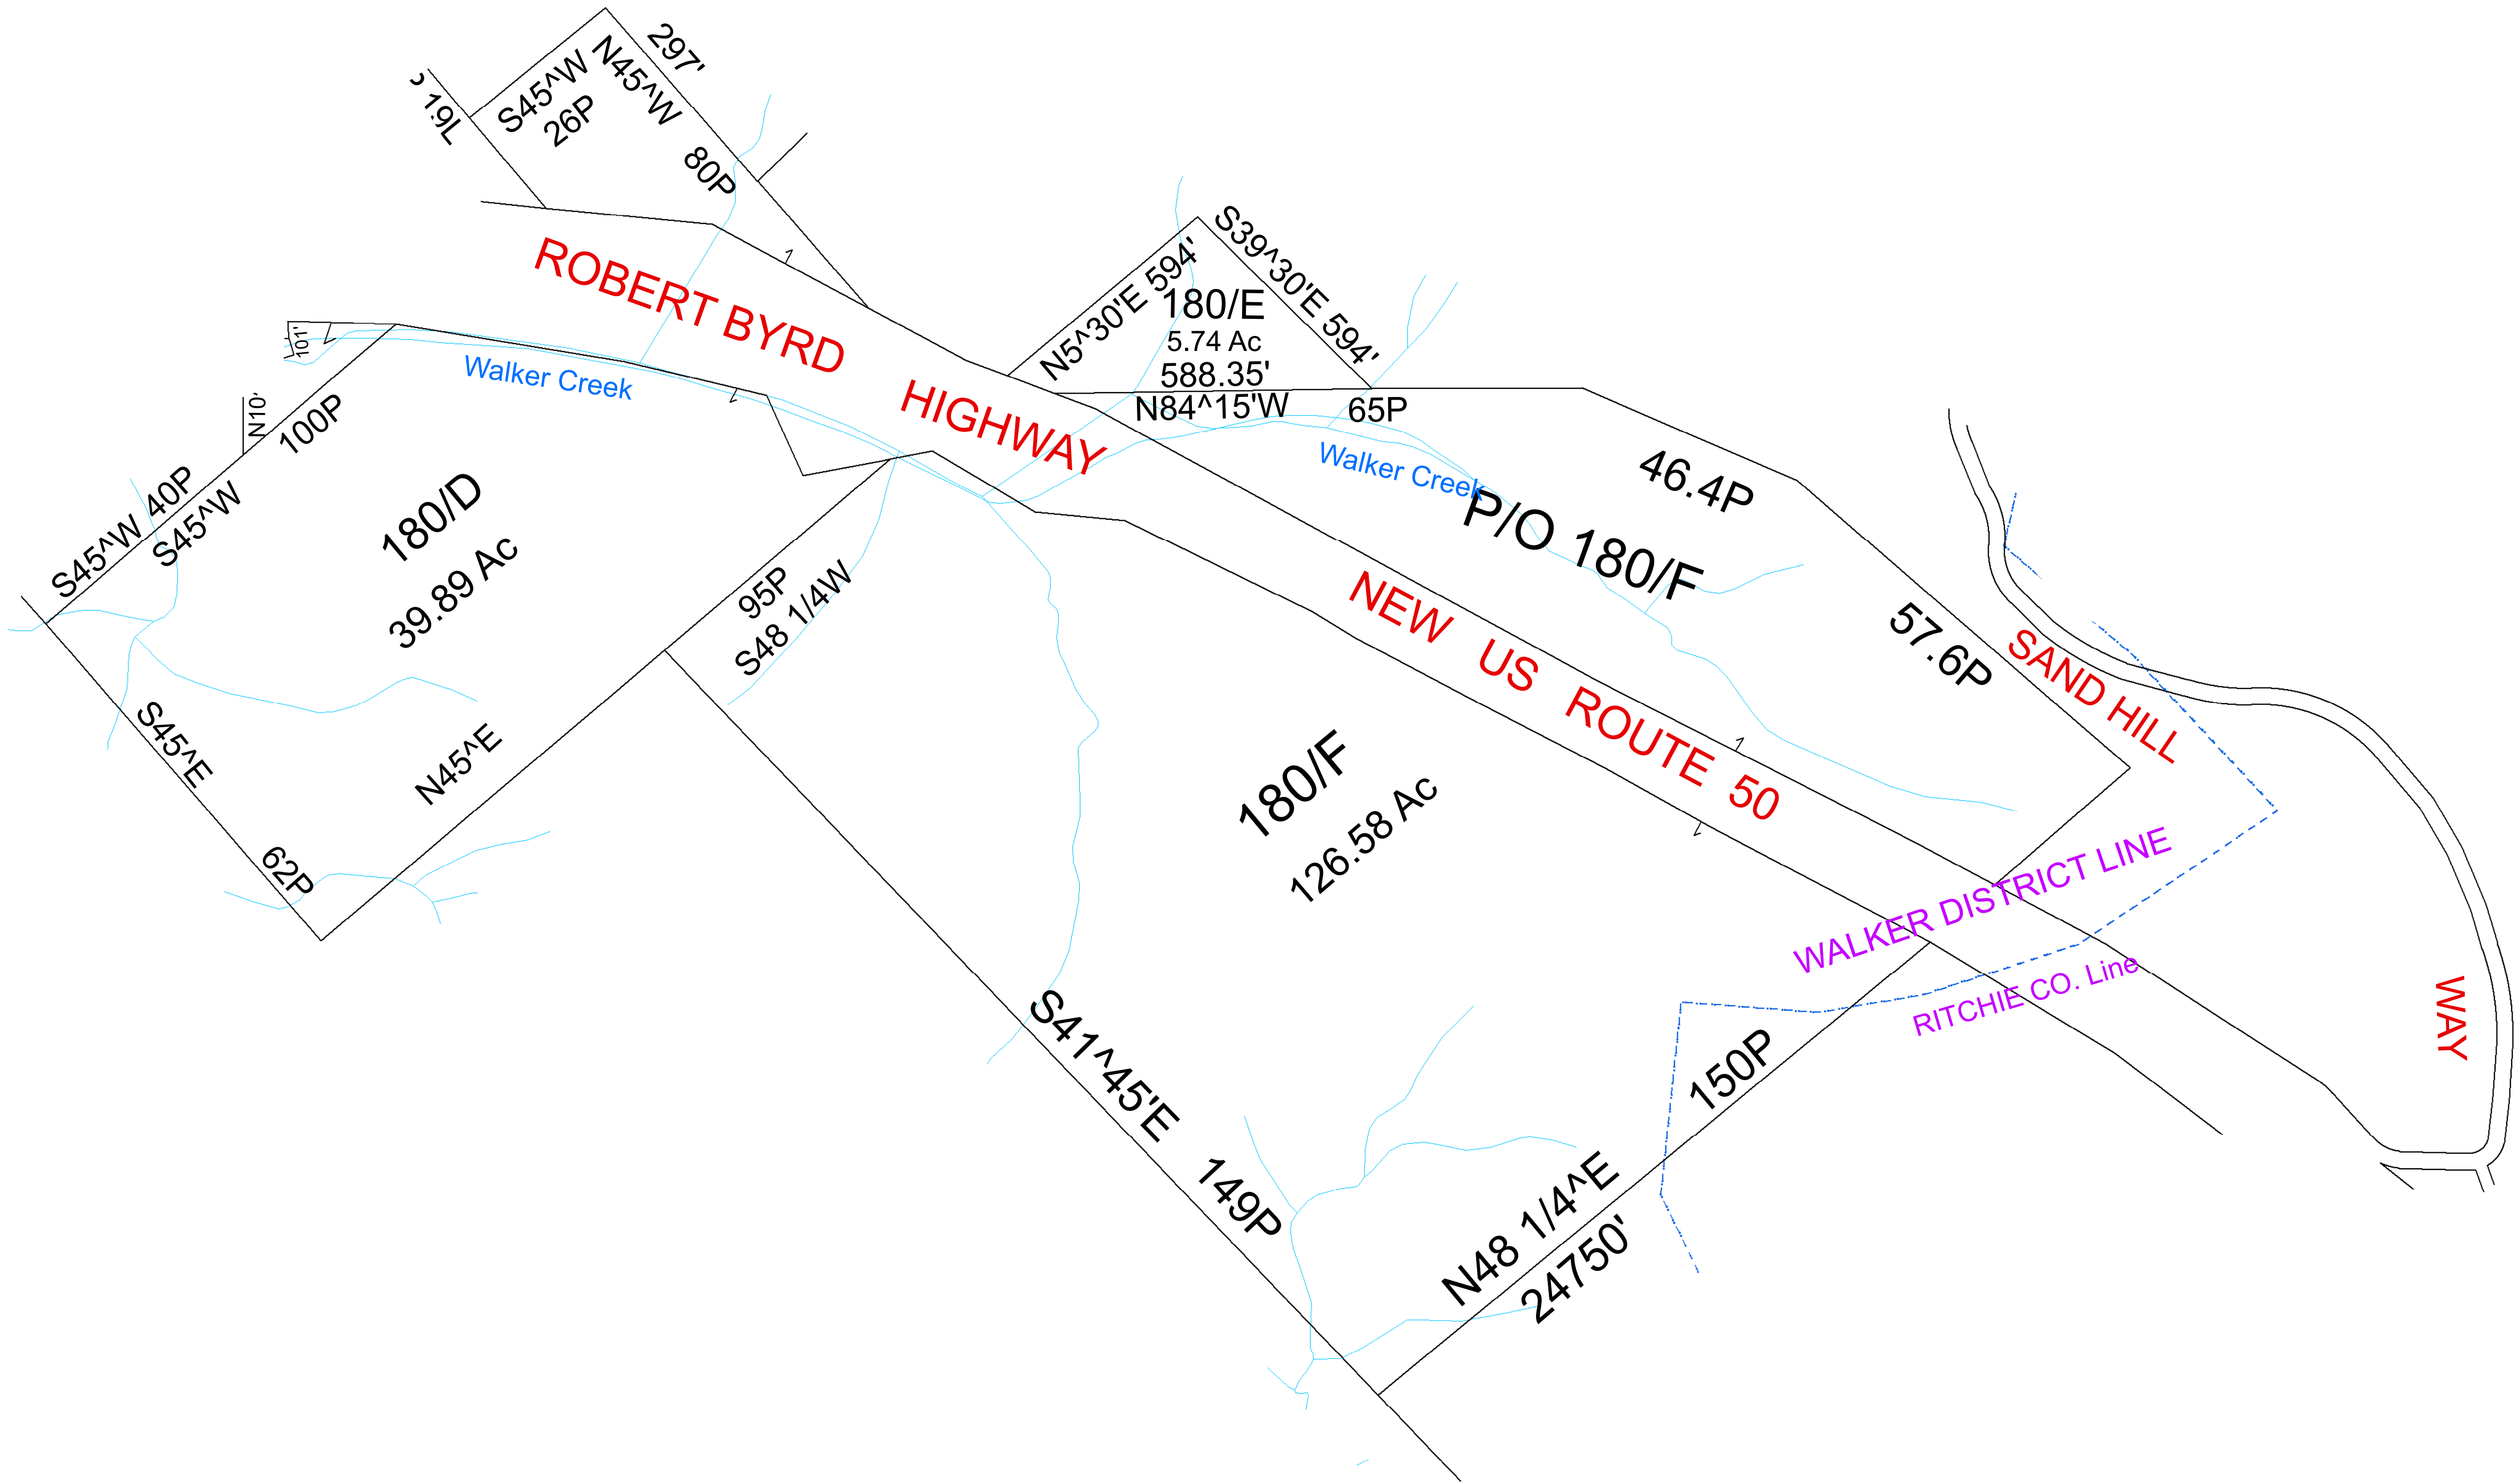 297'
S45^W
26P
N45^W
80P
19L
ROBERT BYRD
HIGHWAY
101'
Walker Creek
N10'
100P
S45^W 40P
S45^W
180/D
39.89 Ac
S45^E
62P
N45^E
95P
S48 1/4W
N5^30'E 594'
S39^30'E 594'
180/E
5.74 Ac
588.35'
N84^15'W
65P
Walker Creek
46.4P
P/O 180/F
57.6P
NEW US ROUTE 50
SAND HILL
WAY
180/F
126.58 Ac
WALKER DISTRICT LINE
RITCHIE CO. Line
S41^45'E 149P
150P
N48 1/4^E
24750'